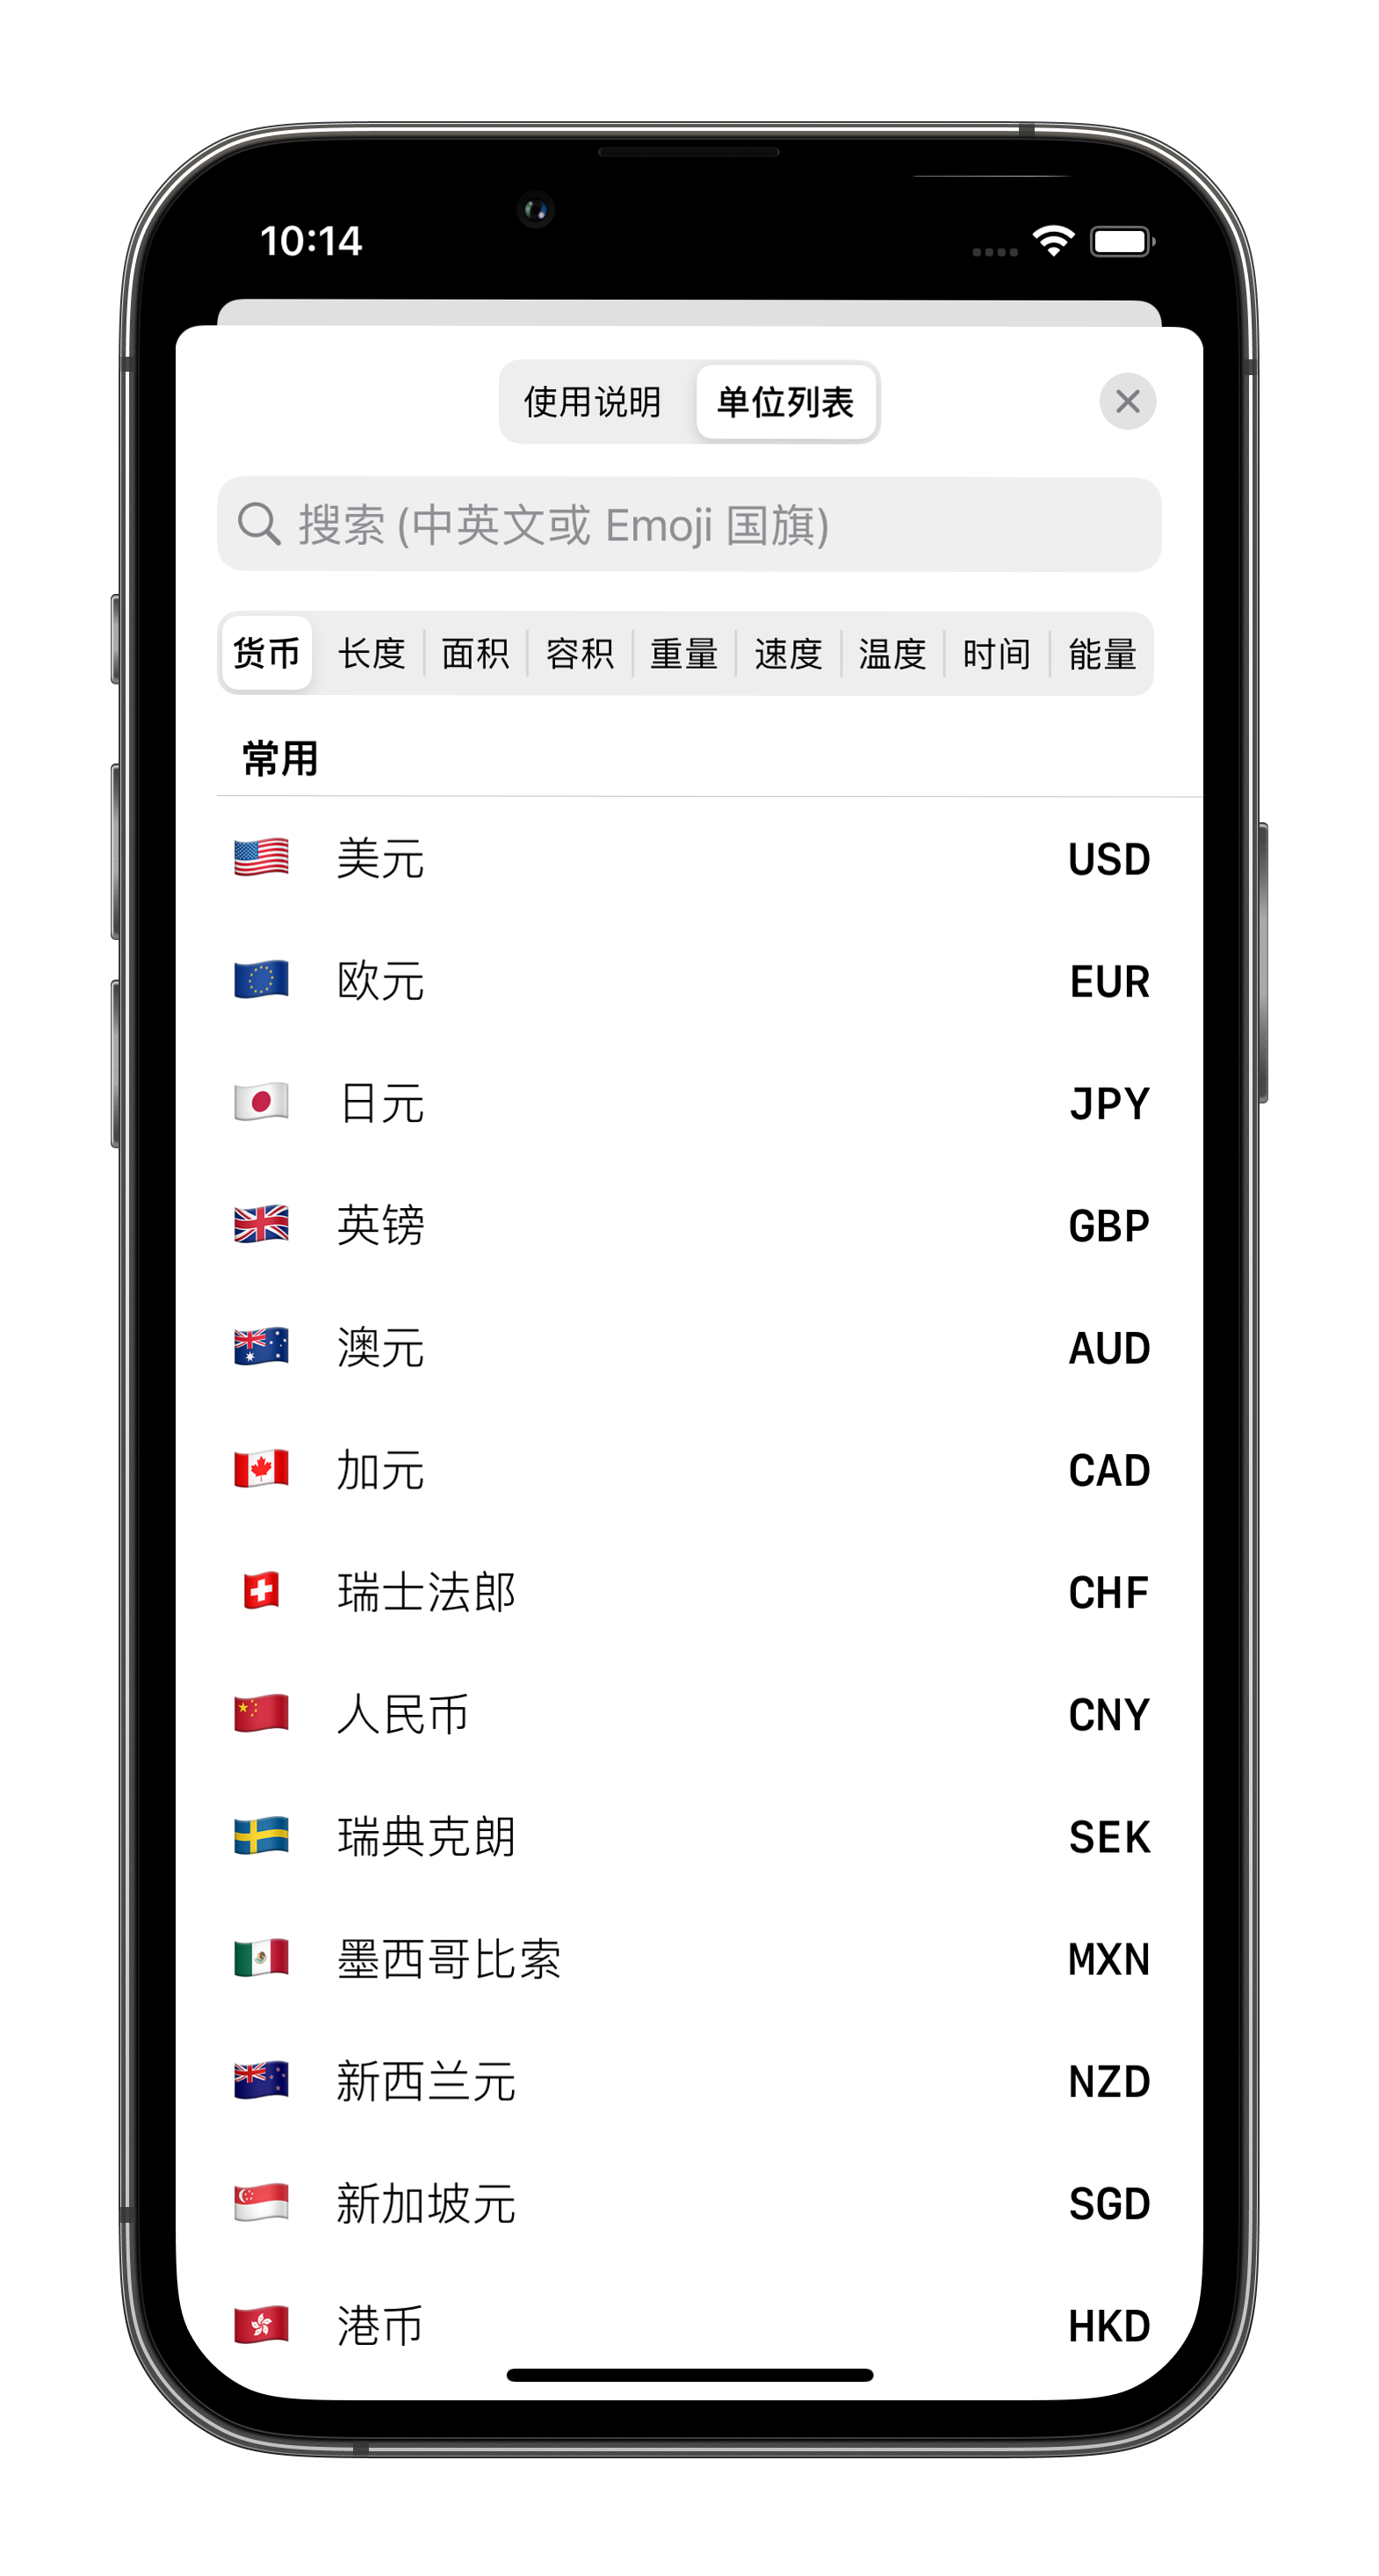 10:14
使用说明 单位列表
搜索 (中英文或 Emoji 国旗)
货币 长度 面积 容积 重量 速度 温度 时间 能量
常用
美元 USD
欧元 EUR
日元 JPY
英镑 GBP
澳元 AUD
加元 CAD
瑞士法郎 CHF
人民币 CNY
瑞典克朗 SEK
墨西哥比索 MXN
新西兰元 NZD
新加坡元 SGD
港币 HKD